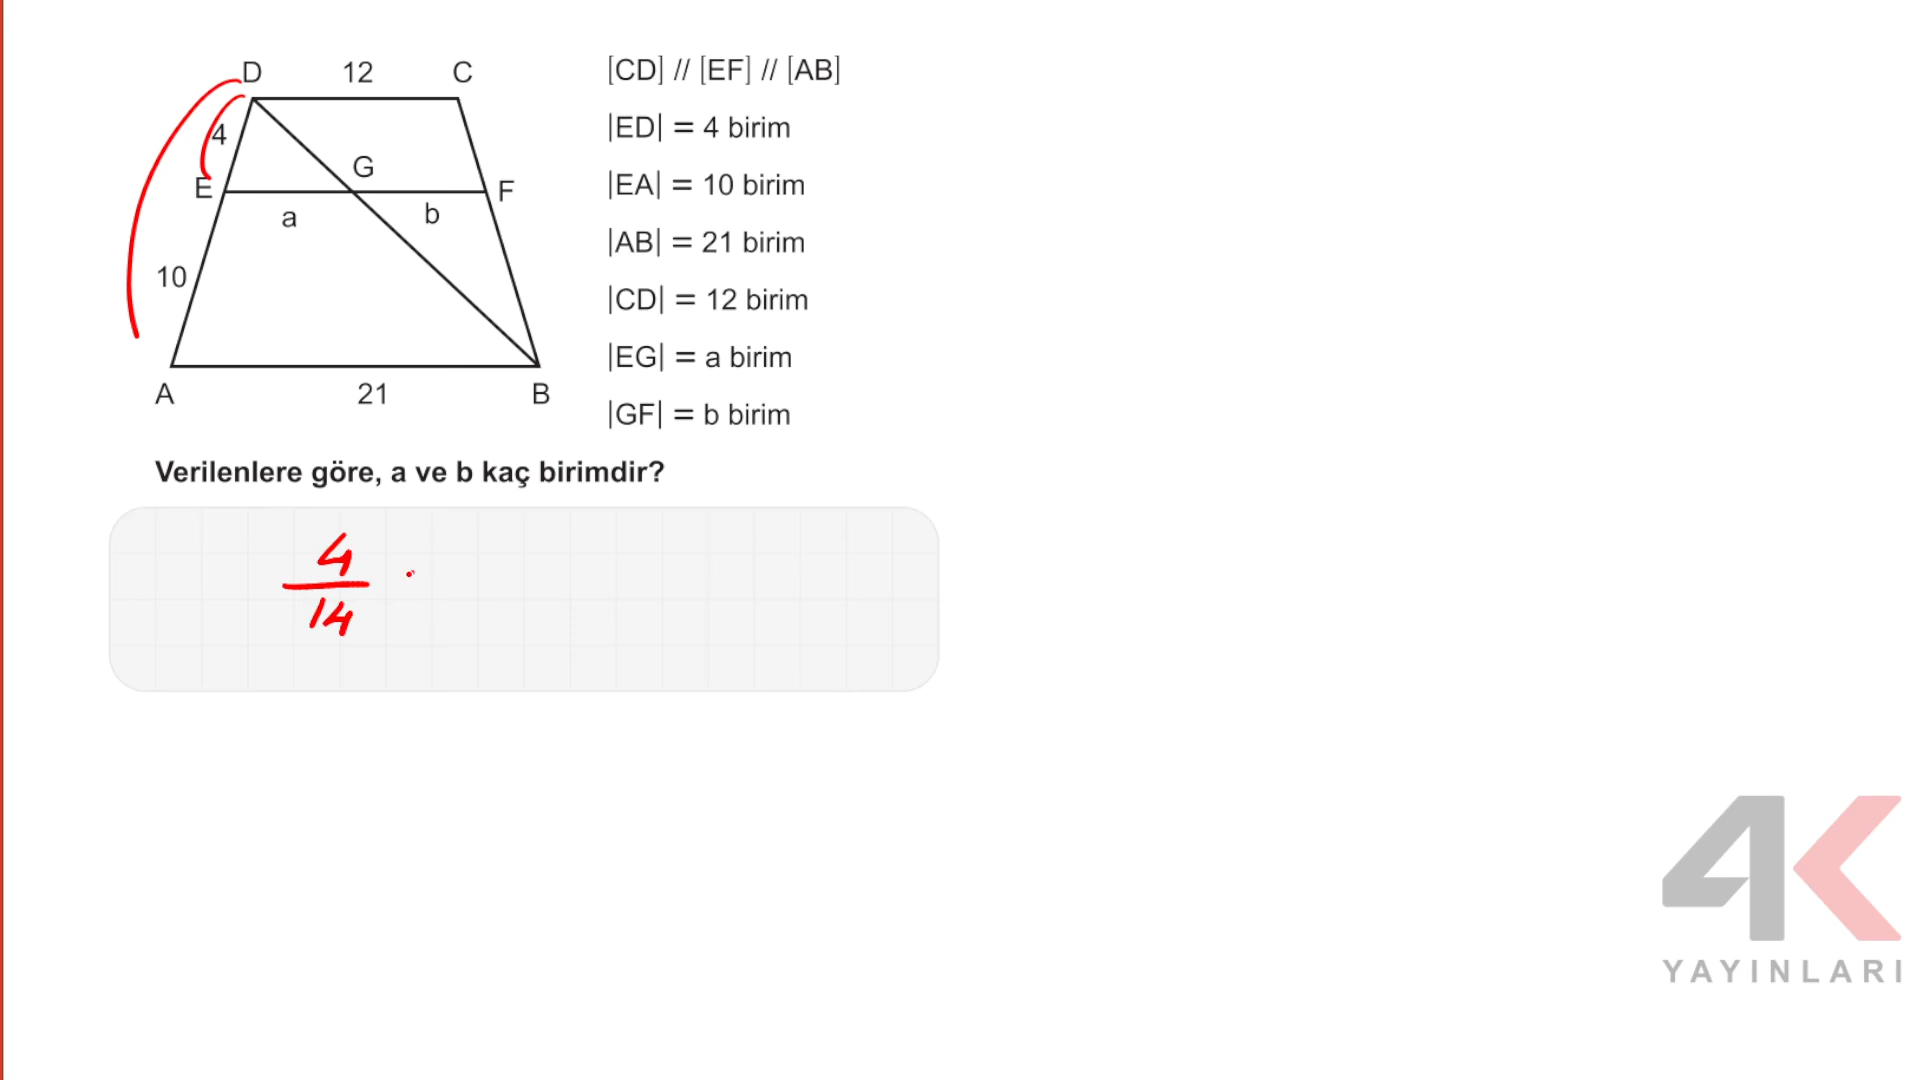 D 12 C
4
G
E F
a b
10
A 21 B
[CD] // [EF] // [AB]
|ED| = 4 birim
|EA| = 10 birim
|AB| = 21 birim
|CD| = 12 birim
|EG| = a birim
|GF| = b birim
Verilenlere göre, a ve b kaç birimdir?
4
14
4K
YAYINLARI